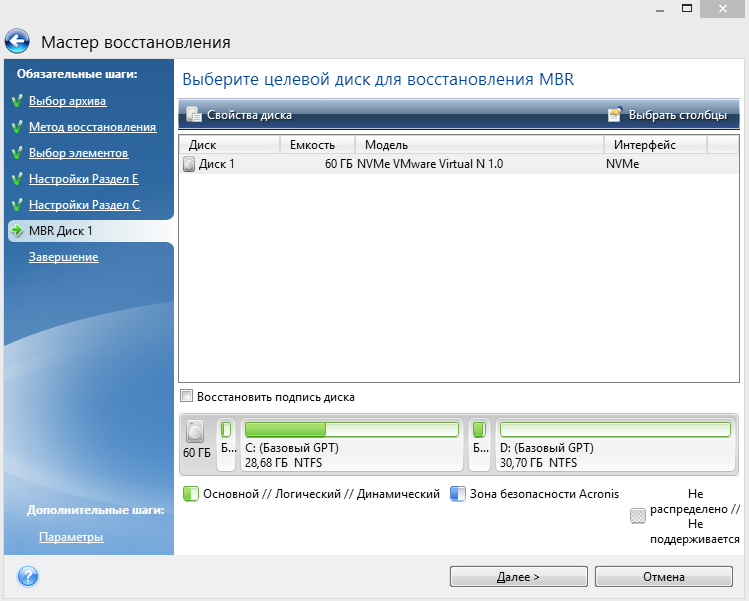 Мастер восстановления
Обязательные шаги:
Выбор архива
Метод восстановления
Выбор элементов
Настройки Раздел E
Настройки Раздел C
MBR Диск 1
Завершение
Дополнительные шаги:
Параметры
Выберите целевой диск для восстановления MBR
Свойства диска
Выбрать столбцы
Диск Емкость Модель Интерфейс
Диск 1 60 ГБ NVMe VMware Virtual N 1.0 NVMe
Восстановить подпись диска
60 ГБ
Б...
C: (Базовый GPT)
28,68 ГБ NTFS
Б...
D: (Базовый GPT)
30,70 ГБ NTFS
Основной // Логический // Динамический
Зона безопасности Acronis
Не
распределено //
Не
поддерживается
?
Далее >
Отмена